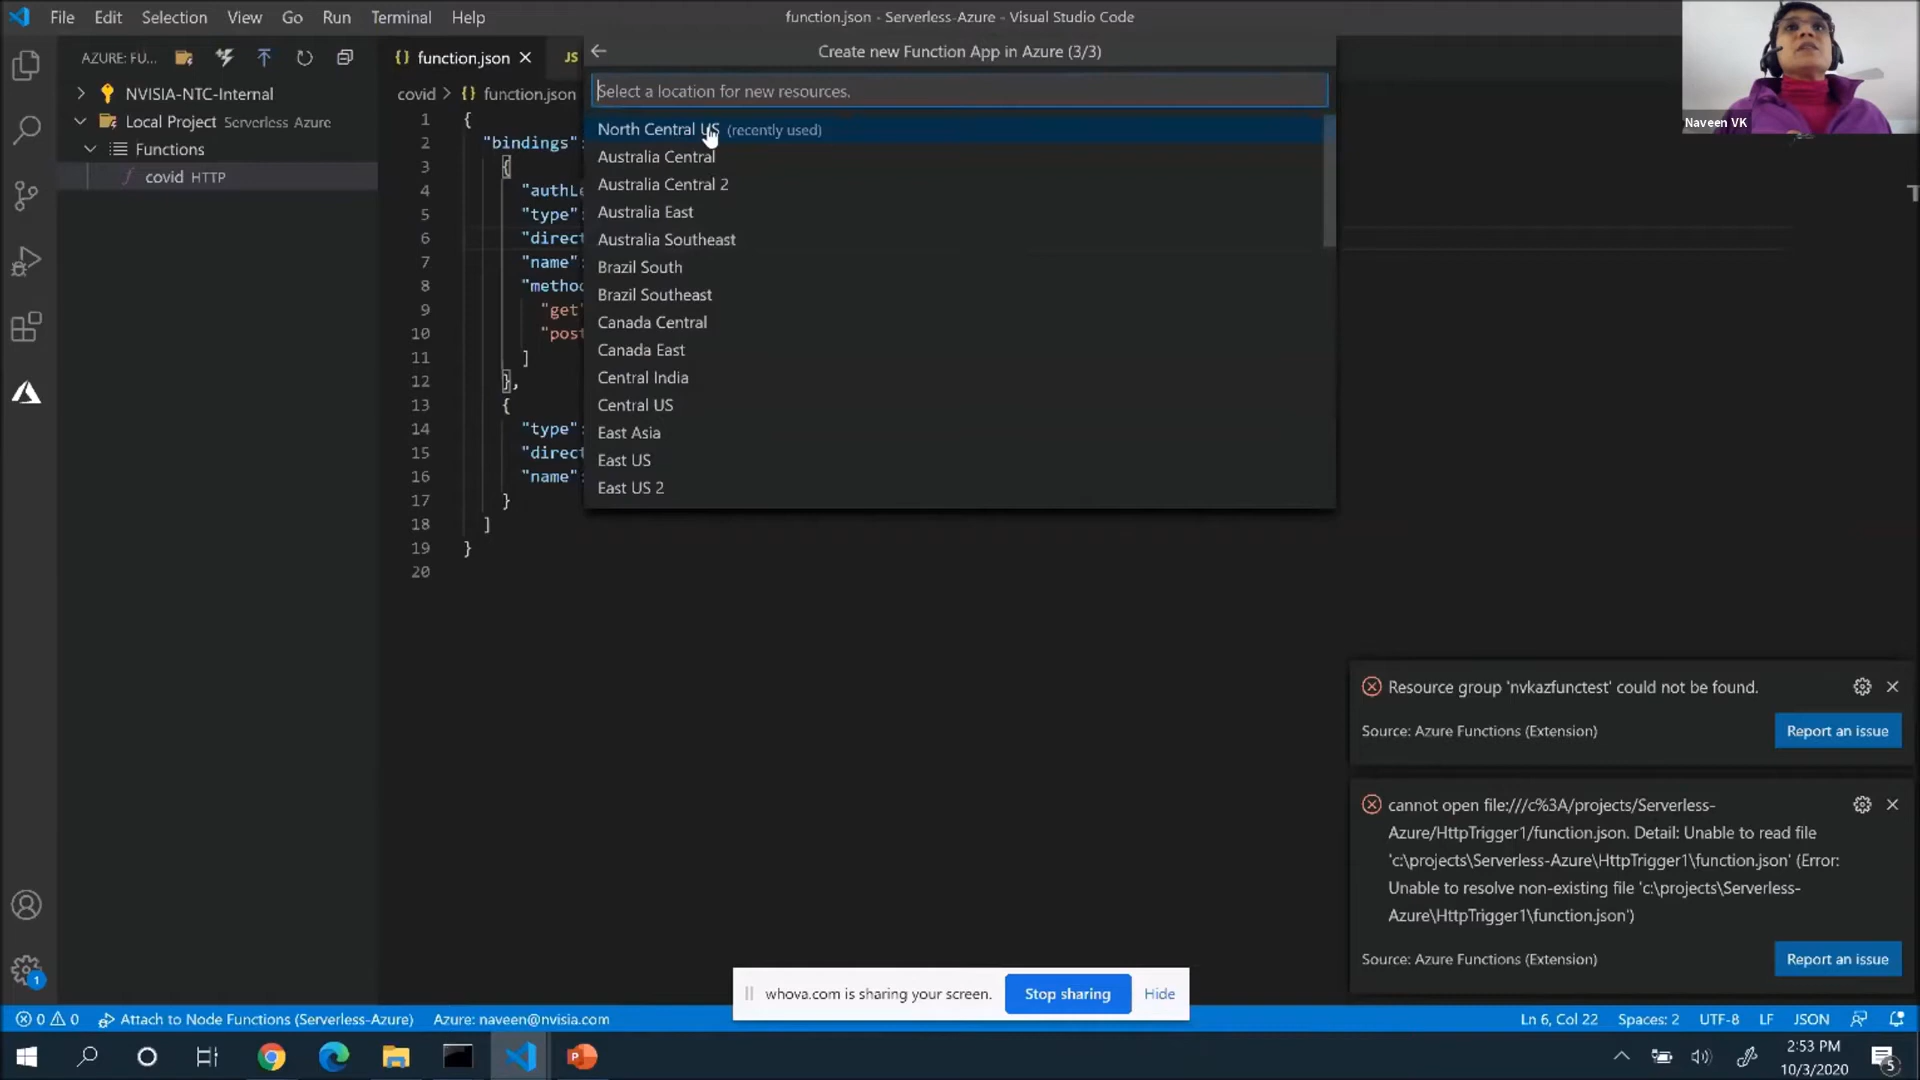 File Edit Selection View Go Run Terminal Help
function.json - Serverless-Azure - Visual Studio Code
AZURE: FU...
NVISIA-NTC-Internal
Local Project Serverless Azure
Functions
covid HTTP
{} function.json
JS
covid > {} function.json
1 {
2 "bindings":
3 {
4 "authLe
5 "type":
6 "direct
7 "name":
8 "metho
9 "get"
10 "post
11 ]
12 },
13 {
14 "type":
15 "direct
16 "name":
17 }
18 ]
19 }
20
Create new Function App in Azure (3/3)
Select a location for new resources.
North Central US (recently used)
Australia Central
Australia Central 2
Australia East
Australia Southeast
Brazil South
Brazil Southeast
Canada Central
Canada East
Central India
Central US
East Asia
East US
East US 2
Naveen VK
Resource group 'nvkazfunctest' could not be found.
Source: Azure Functions (Extension)
Report an issue
cannot open file:///c%3A/projects/Serverless-
Azure/HttpTrigger1/function.json. Detail: Unable to read file
'c:\projects\Serverless-Azure\HttpTrigger1\function.json' (Error:
Unable to resolve non-existing file 'c:\projects\Serverless-
Azure\HttpTrigger1\function.json')
Source: Azure Functions (Extension)
Report an issue
whova.com is sharing your screen.
Stop sharing
Hide
1
0 0 Attach to Node Functions (Serverless-Azure) Azure: naveen@nvisia.com
Ln 6, Col 22 Spaces: 2 UTF-8 LF JSON
2:53 PM
10/3/2020
5